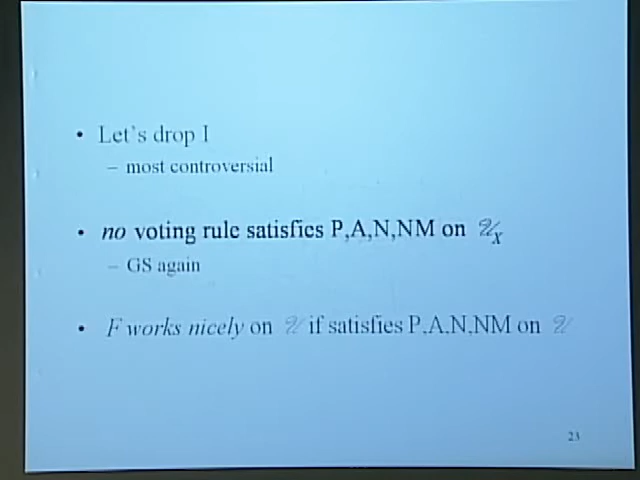 • Let's drop I
– most controversial
• no voting rule satisfies P,A,N,NM on 𝒰_X
– GS again
• F works nicely on 𝒰 if satisfies P,A,N,NM on 𝒰
23